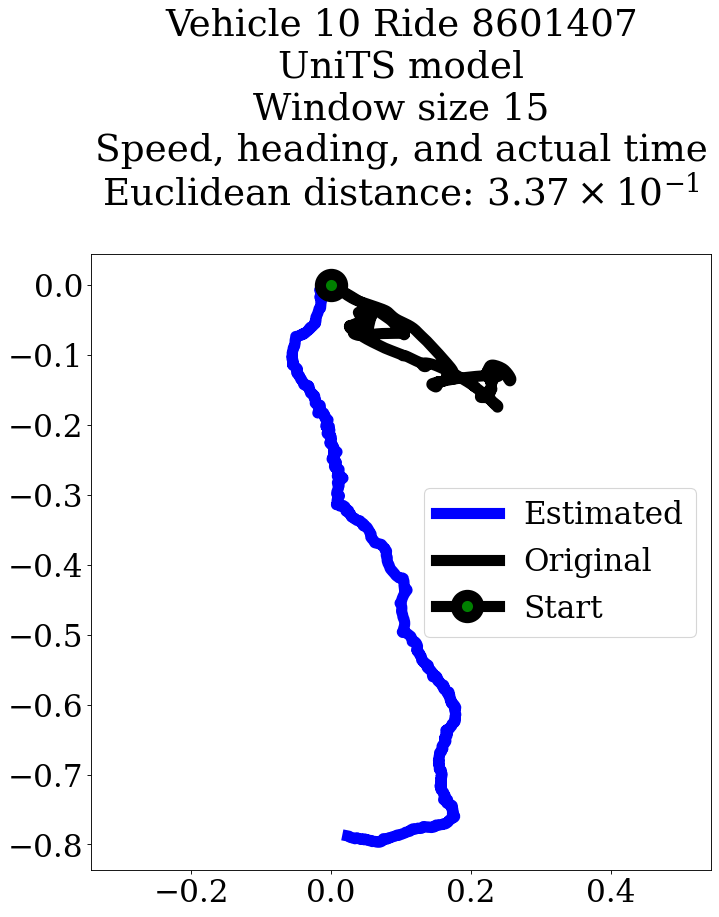 Vehicle 10 Ride 8601407
UniTS model
Window size 15
Speed, heading, and actual time
Euclidean distance: 3.37 × 10⁻¹
0.0
−0.1
−0.2
−0.3
−0.4
−0.5
−0.6
−0.7
−0.8
Estimated
Original
Start
−0.2 0.0 0.2 0.4